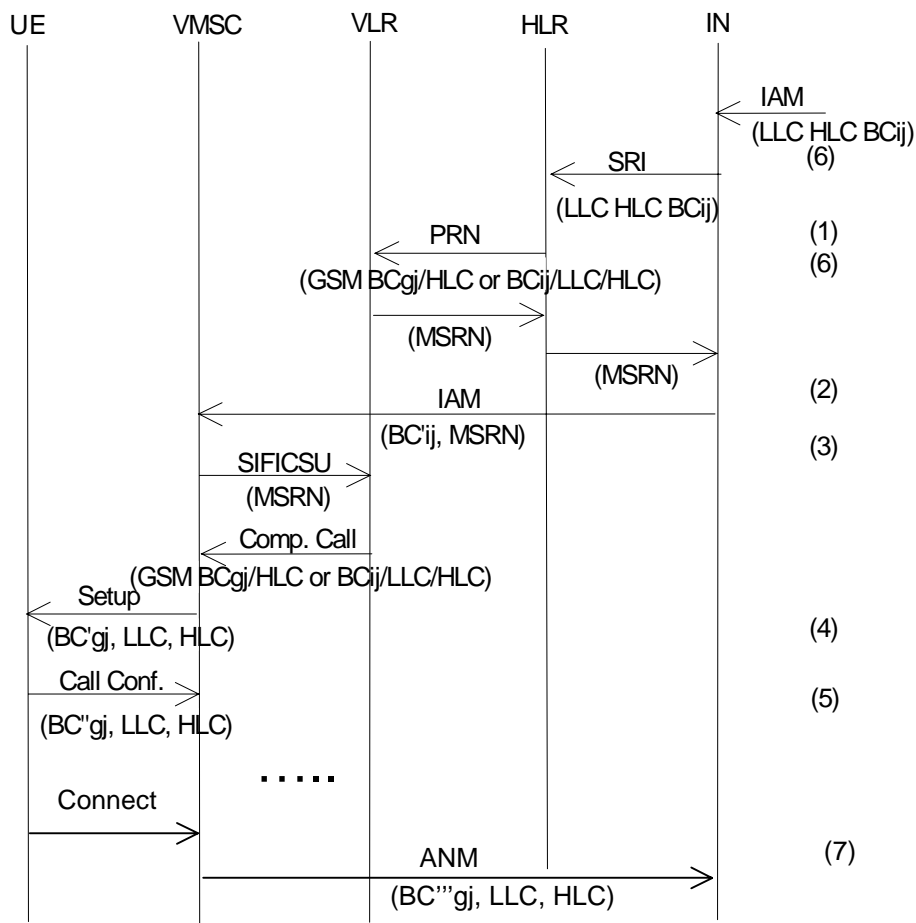 UE VMSC VLR HLR IN
IAM
(LLC HLC BCij)
(6)
SRI
(LLC HLC BCij)
(1)
PRN
(6)
(GSM BCgj/HLC or BCij/LLC/HLC)
(MSRN)
(MSRN)
(2)
IAM
(BC'ij, MSRN)
(3)
SIFICSU
(MSRN)
Comp. Call
(GSM BCgj/HLC or BCij/LLC/HLC)
Setup
(BC'gj, LLC, HLC)
(4)
Call Conf.
(5)
(BC"gj, LLC, HLC)
.....
Connect
(7)
ANM
(BC’’’gj, LLC, HLC)